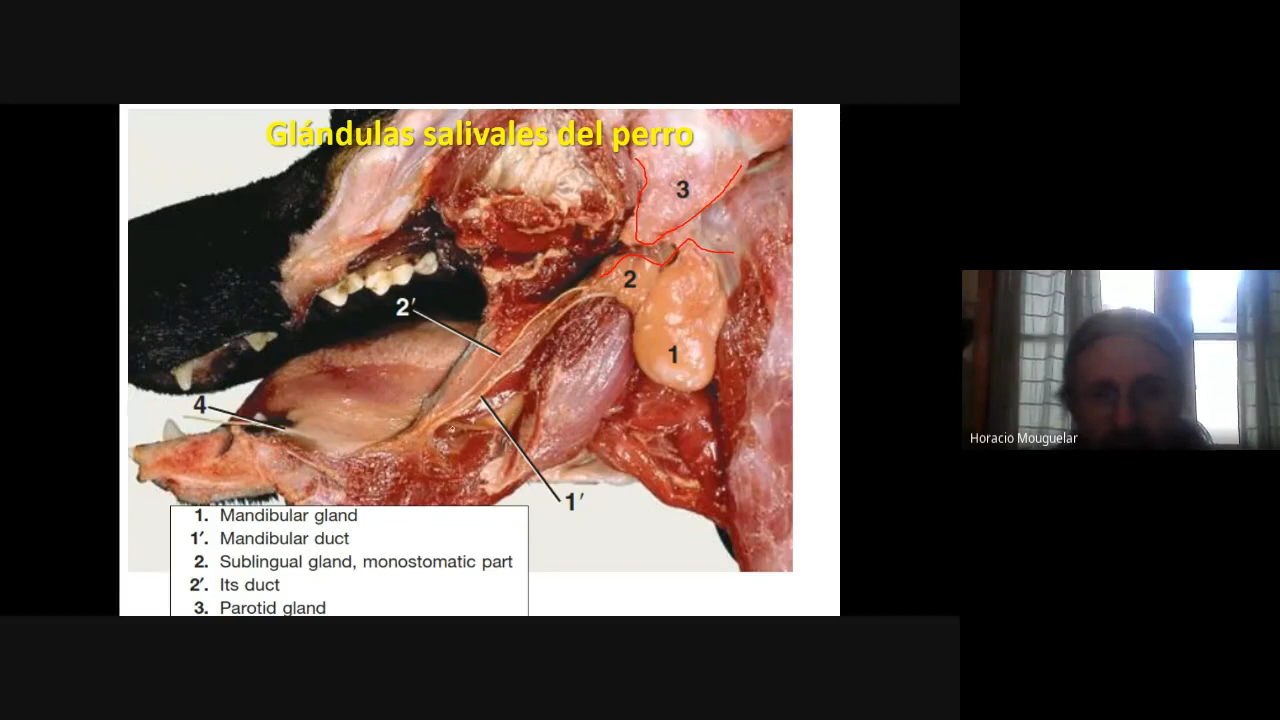 Glándulas salivales del perro
3
2
2′
1
4
1′
1. Mandibular gland
1′. Mandibular duct
2. Sublingual gland, monostomatic part
2′. Its duct
3. Parotid gland
Horacio Mouguelar